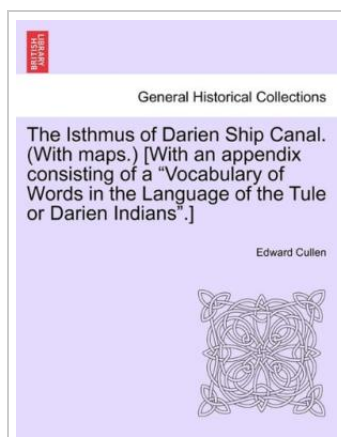 BRITISH
LIBRARY
General Historical Collections
The Isthmus of Darien Ship Canal.
(With maps.) [With an appendix
consisting of a “Vocabulary of
Words in the Language of the Tule
or Darien Indians”.]
Edward Cullen